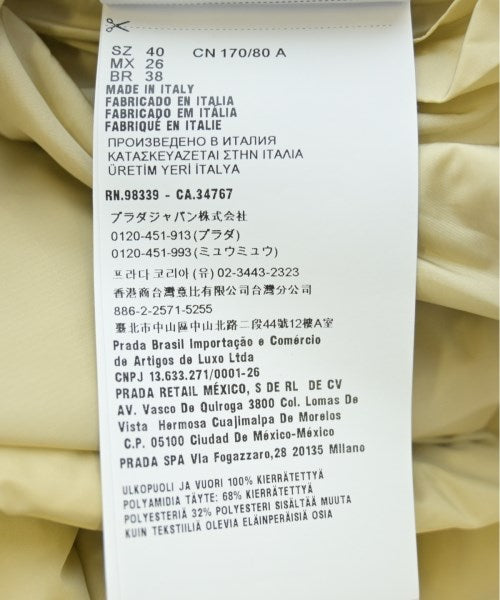 SZ 40 CN 170/80 A
MX 26
BR 38
MADE IN ITALY
FABRICADO EN ITALIA
FABRICADO EM ITÁLIA
FABRIQUÉ EN ITALIE
ПРОИЗВЕДЕНО В ИТАЛИЯ
ΚΑΤΑΣΚΕΥΑΖΕΤΑΙ ΣΤΗΝ ΙΤΑΛΙΑ
ÜRETİM YERİ İTALYA
RN.98339 - CA.34767
プラダジャパン株式会社
0120-451-913(プラダ)
0120-451-993(ミュウミュウ)
프라다 코리아 (유) 02-3443-2323
香港商台灣慕比有限公司台灣分公司
886-2-2571-5255
臺北市中山區中山北路二段44號12樓A室
Prada Brasil Importação e Comércio
de Artigos de Luxo Ltda
CNPJ 13.633.271/0001-26
PRADA RETAIL MÉXICO, S DE RL DE CV
AV. Vasco De Quiroga 3800 Col. Lomas De
Vista Hermosa Cuajimalpa De Morelos
C.P. 05100 Ciudad De México-México
PRADA SPA Via Fogazzaro,28 20135 Milano
ULKOPUOLI JA VUORI 100% KIERRÄTETTYÄ
POLYAMIDIA TÄYTE: 68% KIERRÄTETTYÄ
POLYESTERIÄ 32% POLYESTERI SISÄLTÄÄ MUUTA
KUIN TEKSTIILIÄ OLEVIA ELÄINPERÄISIÄ OSIA